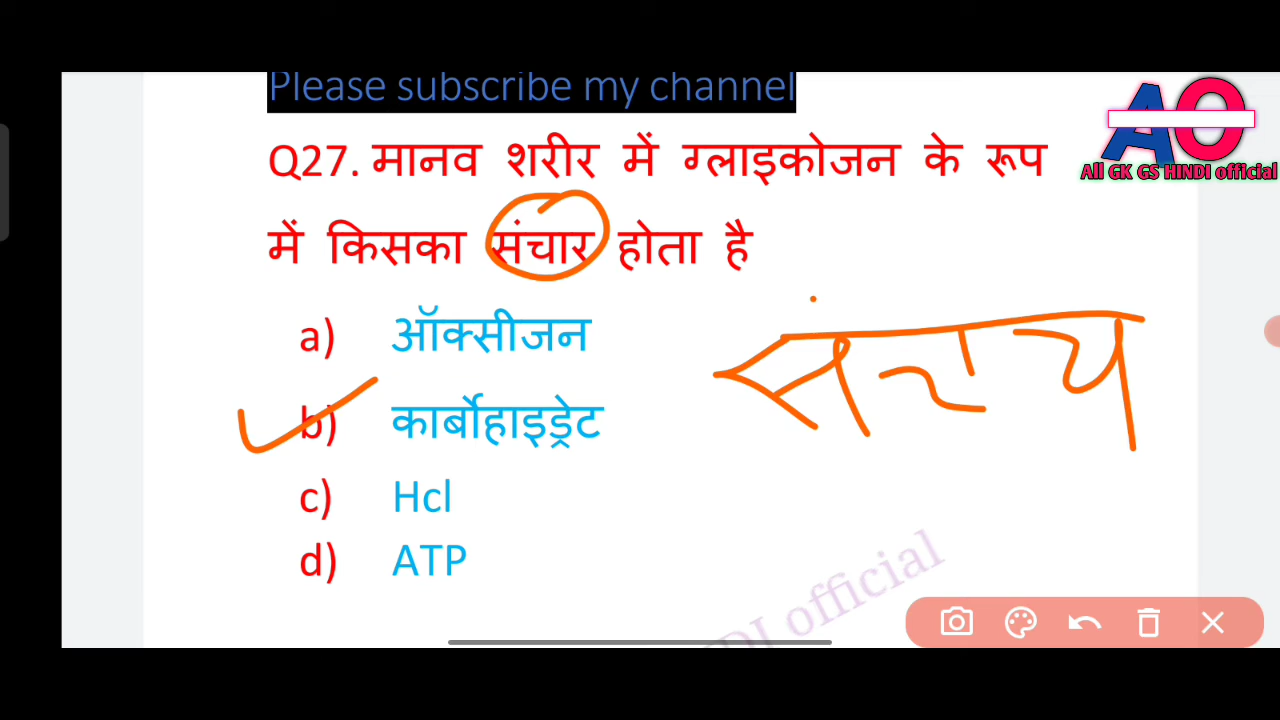 Please subscribe my channel
AO
All GK GS HINDI official
Q27. मानव शरीर में ग्लाइकोजन के रूप
में किसका संचार होता है
a) ऑक्सीजन
संचय
b) कार्बोहाइड्रेट
c) Hcl
d) ATP
official